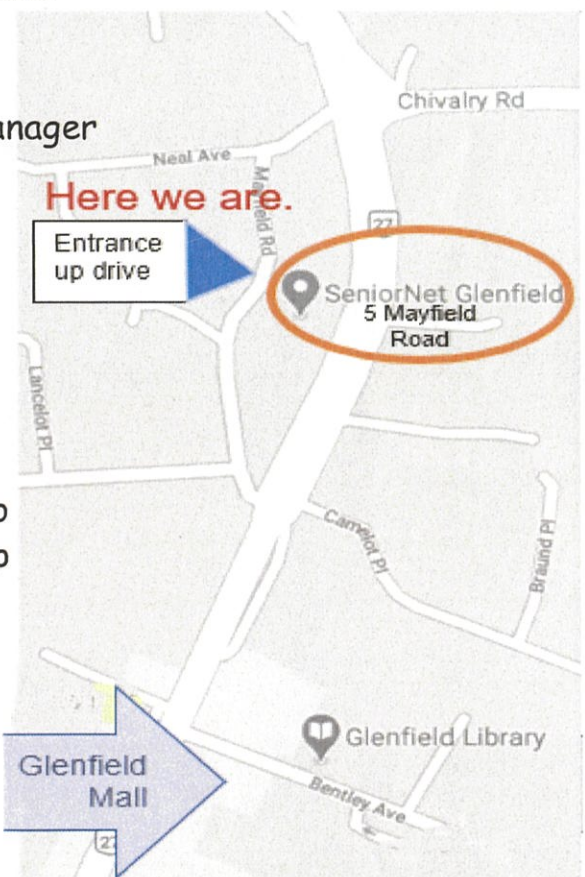 Chivalry Rd
anager
Neal Ave
Mayfield Rd
Here we are.
27
Entrance
up drive
SeniorNet Glenfield
5 Mayfield
Road
Lancelot Pl
Camelot Pl
Braund Pl
Glenfield Library
Glenfield
Mall
Bentley Ave
27